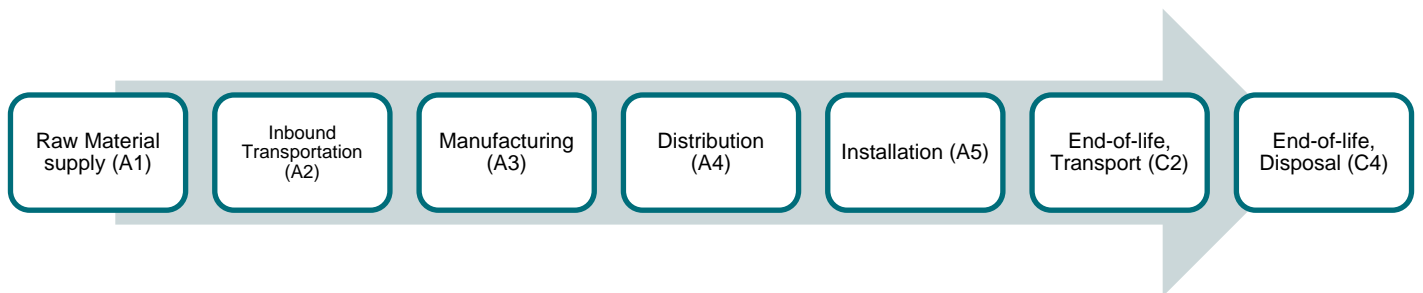 Raw Material
supply (A1)
Inbound
Transportation
(A2)
Manufacturing
(A3)
Distribution
(A4)
Installation (A5)
End-of-life,
Transport (C2)
End-of-life,
Disposal (C4)